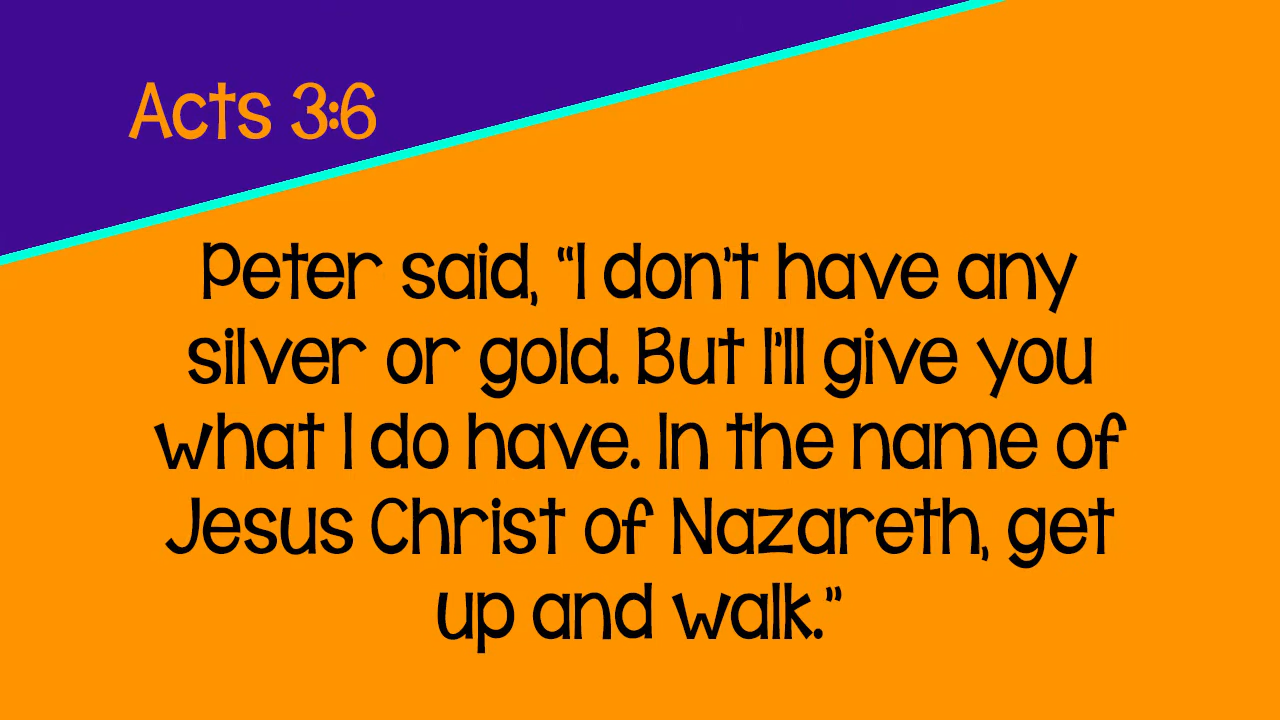 Acts 3:6
Peter said, “I don't have any
silver or gold. But I'll give you
what I do have. In the name of
Jesus Christ of Nazareth, get
up and walk.”